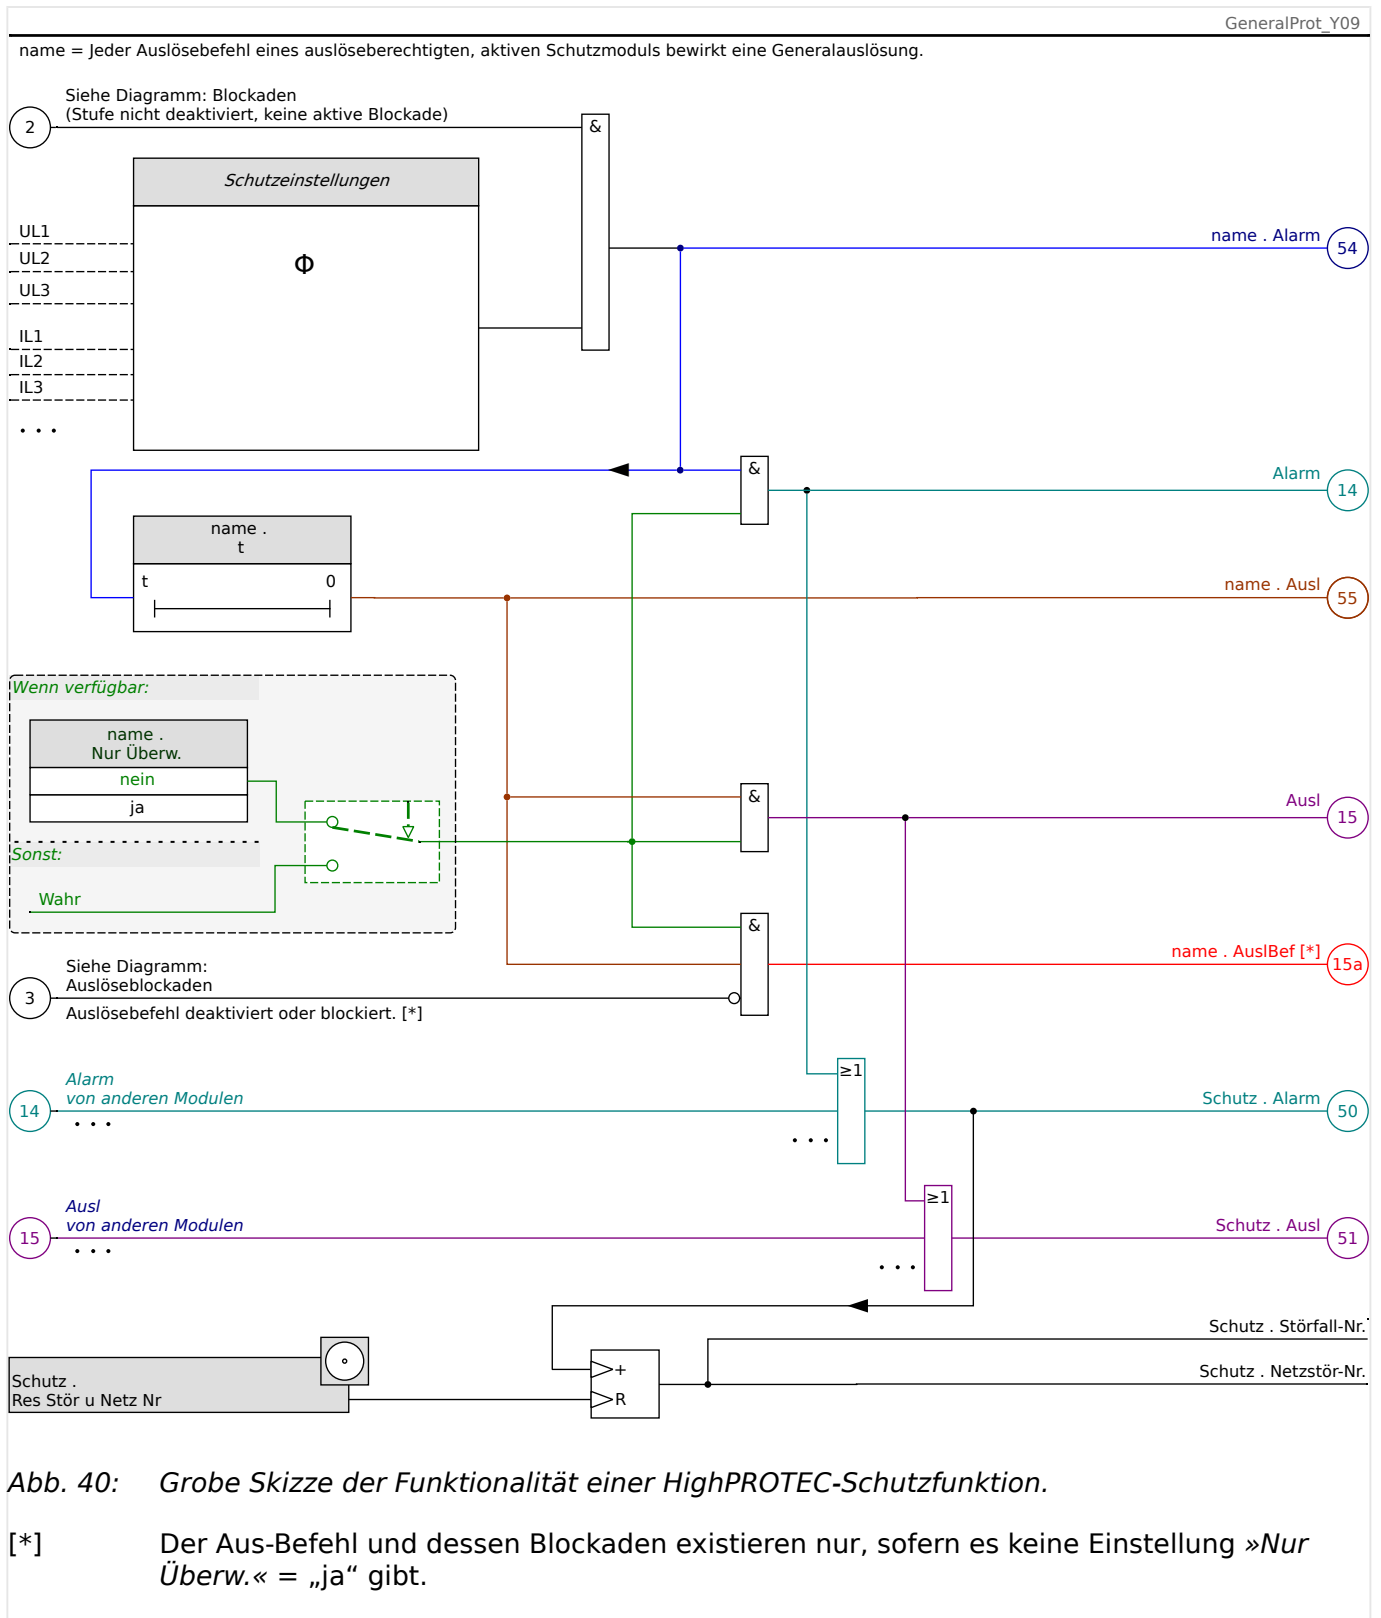 GeneralProt_Y09
name = Jeder Auslösebefehl eines auslöseberechtigten, aktiven Schutzmoduls bewirkt eine Generalauslösung.
Siehe Diagramm: Blockaden
(Stufe nicht deaktiviert, keine aktive Blockade)
2
&
Schutzeinstellungen
Φ
UL1
UL2
UL3
IL1
IL2
IL3
. . .
name . Alarm
54
&
Alarm
14
name .
t
t 0
name . Ausl
55
Wenn verfügbar:
name .
Nur Überw.
nein
ja
Sonst:
Wahr
&
Ausl
15
&
name . AuslBef [*]
15a
Siehe Diagramm:
Auslöseblockaden
3
Auslösebefehl deaktiviert oder blockiert. [*]
Alarm
von anderen Modulen
14
. . .
≥1
. . .
Schutz . Alarm
50
Ausl
von anderen Modulen
15
. . .
≥1
. . .
Schutz . Ausl
51
Schutz . Störfall-Nr.
Schutz . Netzstör-Nr.
Schutz .
Res Stör u Netz Nr
+
R
Abb. 40: Grobe Skizze der Funktionalität einer HighPROTEC-Schutzfunktion.
[*] Der Aus-Befehl und dessen Blockaden existieren nur, sofern es keine Einstellung »Nur
Überw.« = „ja“ gibt.